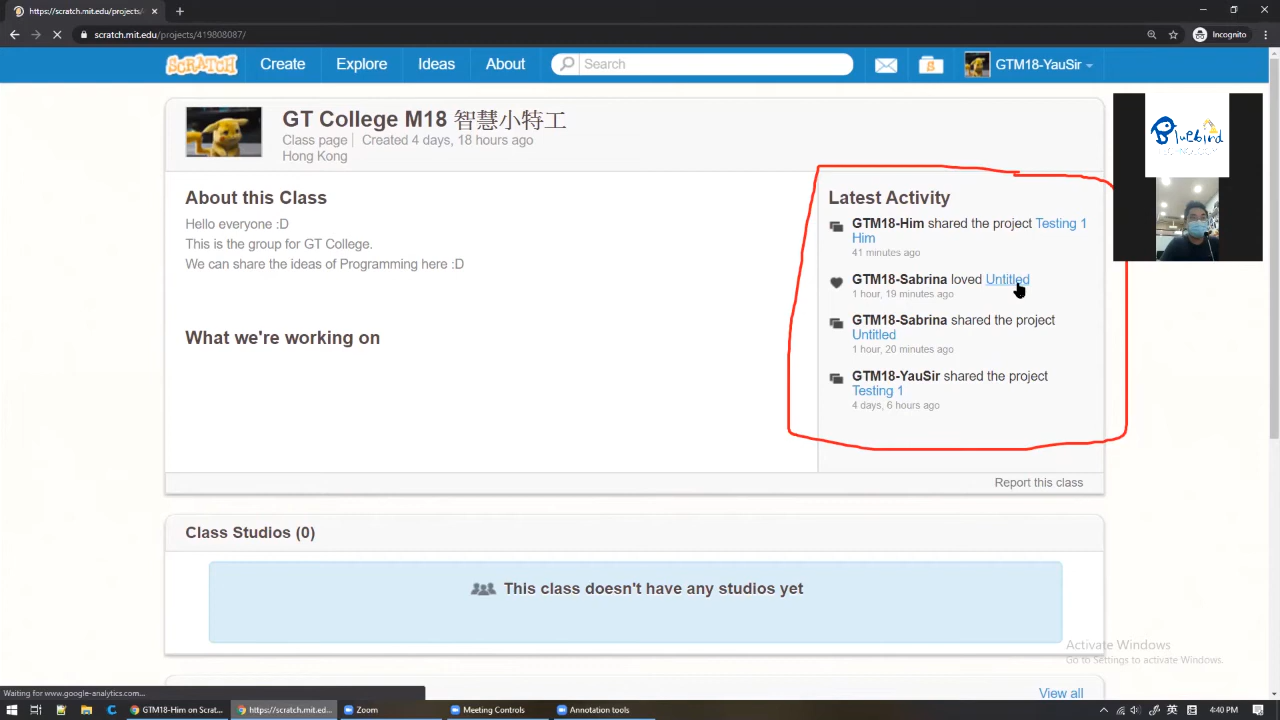 https://scratch.mit.edu/projects/
scratch.mit.edu/projects/419808087/
Incognito
SCRATCH
Create
Explore
Ideas
About
Search
GTM18-YauSir
GT College M18 智慧小特工
Class page | Created 4 days, 18 hours ago
Hong Kong
Bluebird
About this Class
Hello everyone :D
This is the group for GT College.
We can share the ideas of Programming here :D
What we're working on
Latest Activity
GTM18-Him shared the project Testing 1
Him
41 minutes ago
GTM18-Sabrina loved Untitled
1 hour, 19 minutes ago
GTM18-Sabrina shared the project
Untitled
1 hour, 20 minutes ago
GTM18-YauSir shared the project
Testing 1
4 days, 6 hours ago
Report this class
Class Studios (0)
This class doesn't have any studios yet
Activate Windows
Go to Settings to activate Windows.
View all
Waiting for www.google-analytics.com...
GTM18-Him on Scrat...
https://scratch.mit.ed...
Zoom
Meeting Controls
Annotation tools
英
4:40 PM